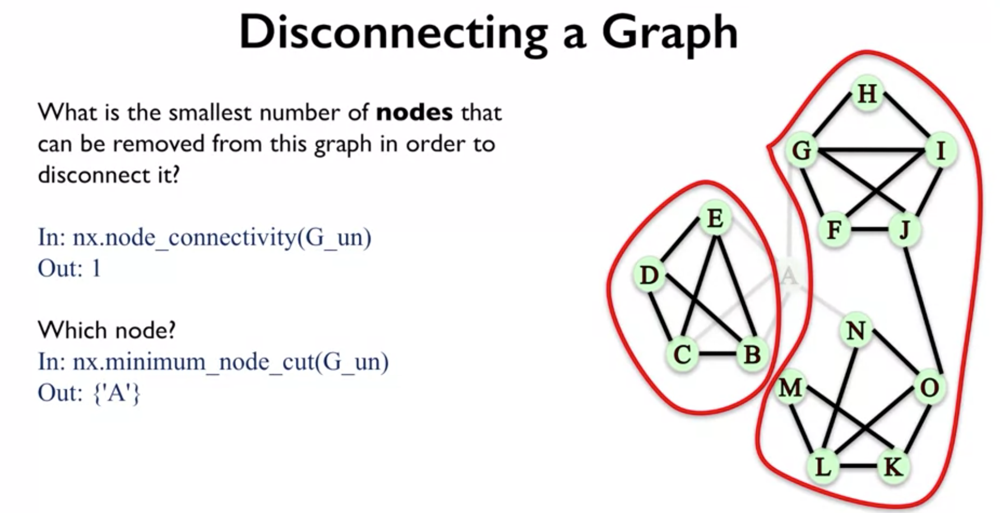 Disconnecting a Graph
What is the smallest number of nodes that
can be removed from this graph in order to
disconnect it?
In: nx.node_connectivity(G_un)
Out: 1
Which node?
In: nx.minimum_node_cut(G_un)
Out: {'A'}
H
G
I
E
F
J
D
A
N
C
B
M
O
L
K